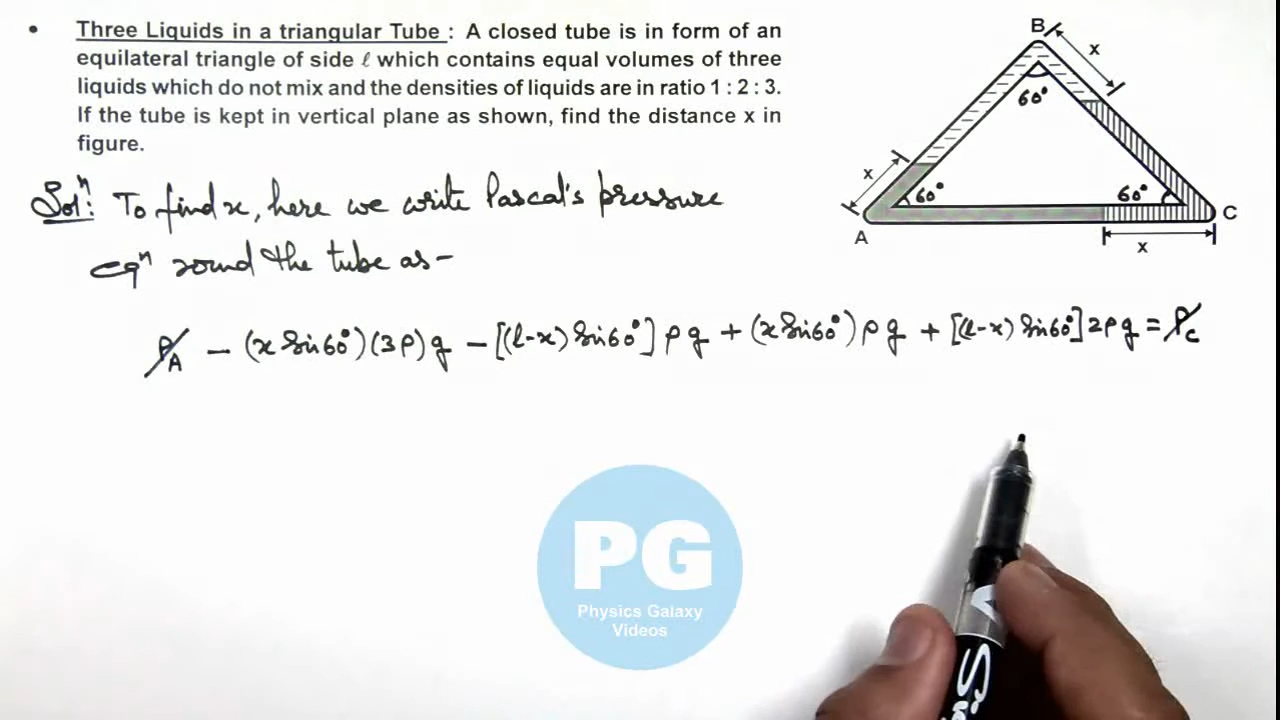 • Three Liquids in a triangular Tube : A closed tube is in form of an
equilateral triangle of side ℓ which contains equal volumes of three
liquids which do not mix and the densities of liquids are in ratio 1 : 2 : 3.
If the tube is kept in vertical plane as shown, find the distance x in
figure.
B
x
60°
x
60°
60°
A
C
x
Solⁿ: To find x, here we write Pascal's pressure
eqⁿ round the tube as –
P_A − (x Sin60°)(3ρ)g − [(l-x) Sin60°] ρg + (x Sin60°) ρg + [(l-x) Sin60°] 2ρg = P_C
PG
Physics Galaxy
Videos